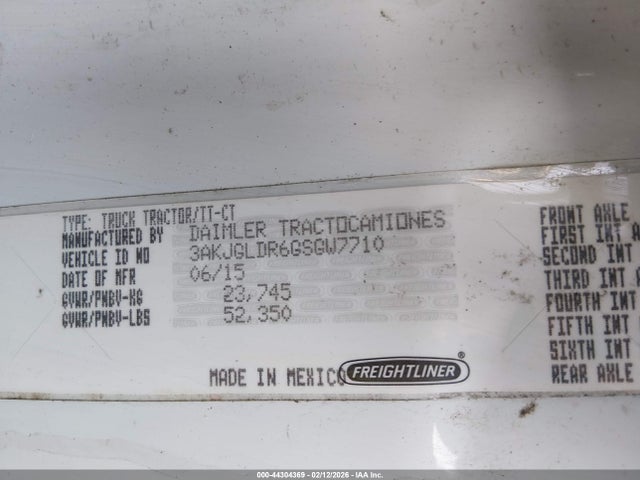 TYPE: TRUCK TRACTOR/TT-CT
MANUFACTURED BY DAIMLER TRACTOCAMIONES
VEHICLE ID NO 3AKJGLDR6GSGW7710
DATE OF MFR 06/15
GVWR/PNBV-KG 23,745
GVWR/PNBV-LBS 52,350
MADE IN MEXICO
FREIGHTLINER®
FRONT AXLE
FIRST INT A
SECOND INT
THIRD INT A
FOURTH INT
FIFTH INT
SIXTH INT
REAR AXLE
000-44304369 - 02/12/2026 - IAA Inc.